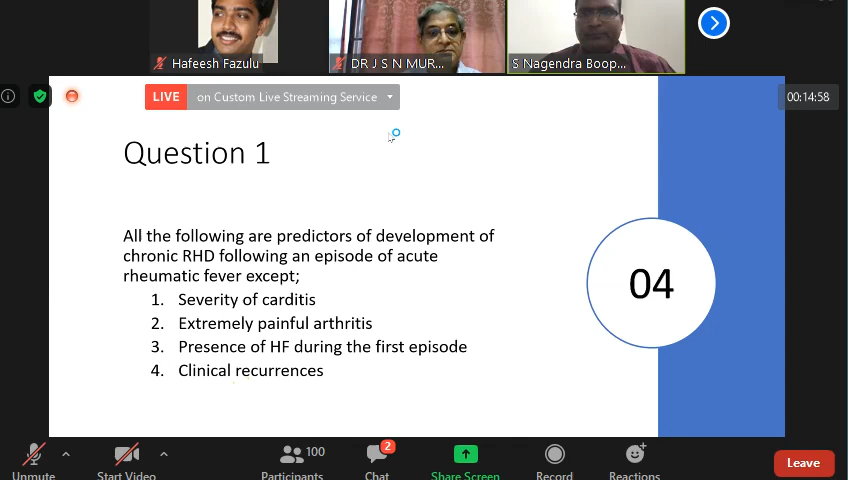 Hafeesh Fazulu
DR J S N MUR...
S Nagendra Boop...
LIVE on Custom Live Streaming Service
00:14:58
Question 1
All the following are predictors of development of
chronic RHD following an episode of acute
rheumatic fever except;
1. Severity of carditis
2. Extremely painful arthritis
3. Presence of HF during the first episode
4. Clinical recurrences
04
Unmute
Start Video
100
Participants
2
Chat
Share Screen
Record
Reactions
Leave